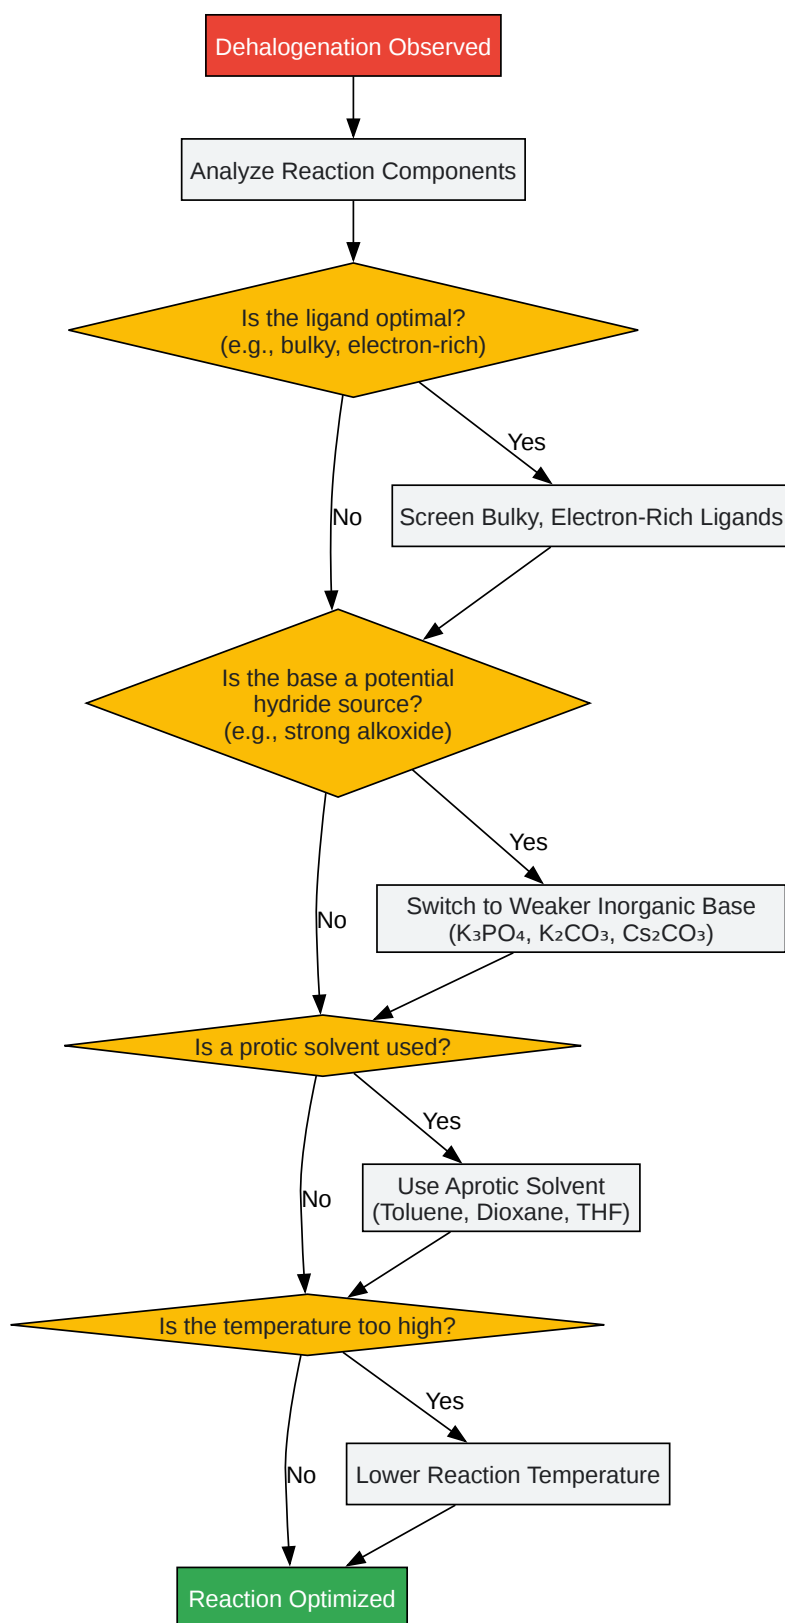 Dehalogenation Observed
Analyze Reaction Components
Is the ligand optimal?
(e.g., bulky, electron-rich)
Yes
Screen Bulky, Electron-Rich Ligands
No
Is the base a potential
hydride source?
(e.g., strong alkoxide)
Yes
Switch to Weaker Inorganic Base
(K₃PO₄, K₂CO₃, Cs₂CO₃)
No
Is a protic solvent used?
Yes
Use Aprotic Solvent
(Toluene, Dioxane, THF)
No
Is the temperature too high?
Yes
Lower Reaction Temperature
No
Reaction Optimized